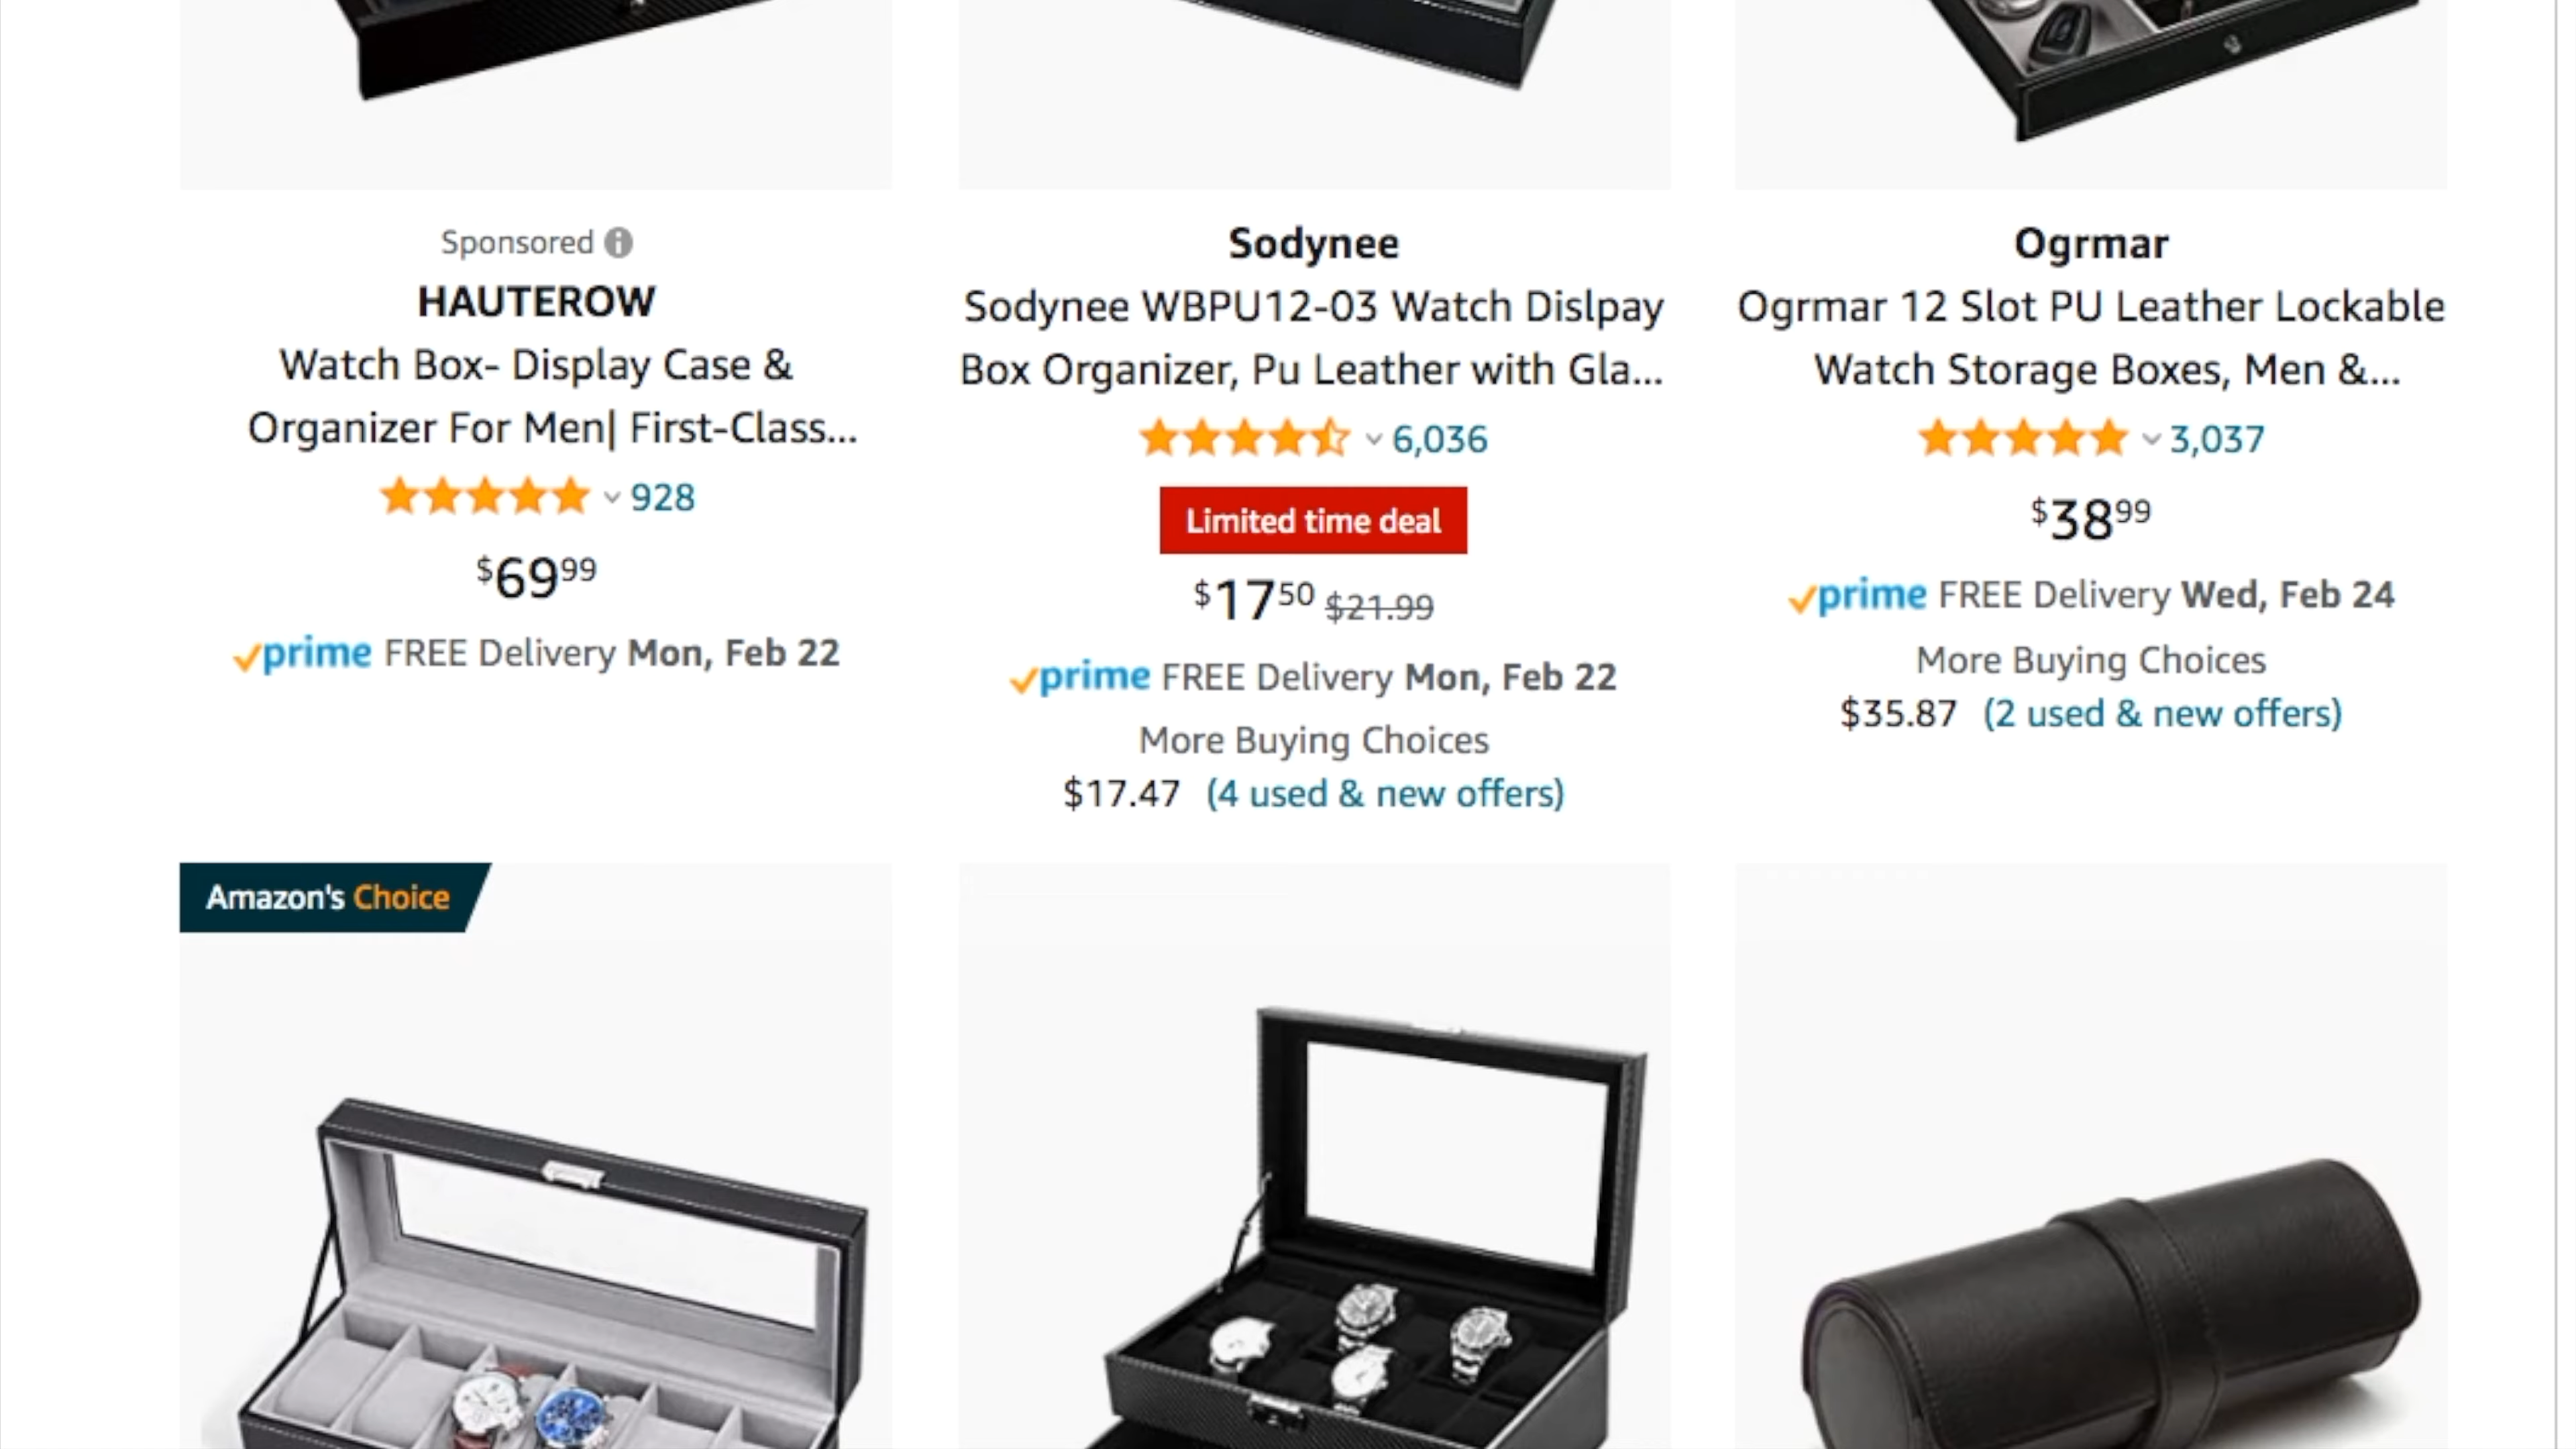 Sponsored
HAUTEROW
Watch Box- Display Case &
Organizer For Men| First-Class...
928
$69 99
prime FREE Delivery Mon, Feb 22
Sodynee
Sodynee WBPU12-03 Watch Dislpay
Box Organizer, Pu Leather with Gla...
6,036
Limited time deal
$17 50 $21.99
prime FREE Delivery Mon, Feb 22
More Buying Choices
$17.47 (4 used & new offers)
Ogrmar
Ogrmar 12 Slot PU Leather Lockable
Watch Storage Boxes, Men &...
3,037
$38 99
prime FREE Delivery Wed, Feb 24
More Buying Choices
$35.87 (2 used & new offers)
Amazon's Choice